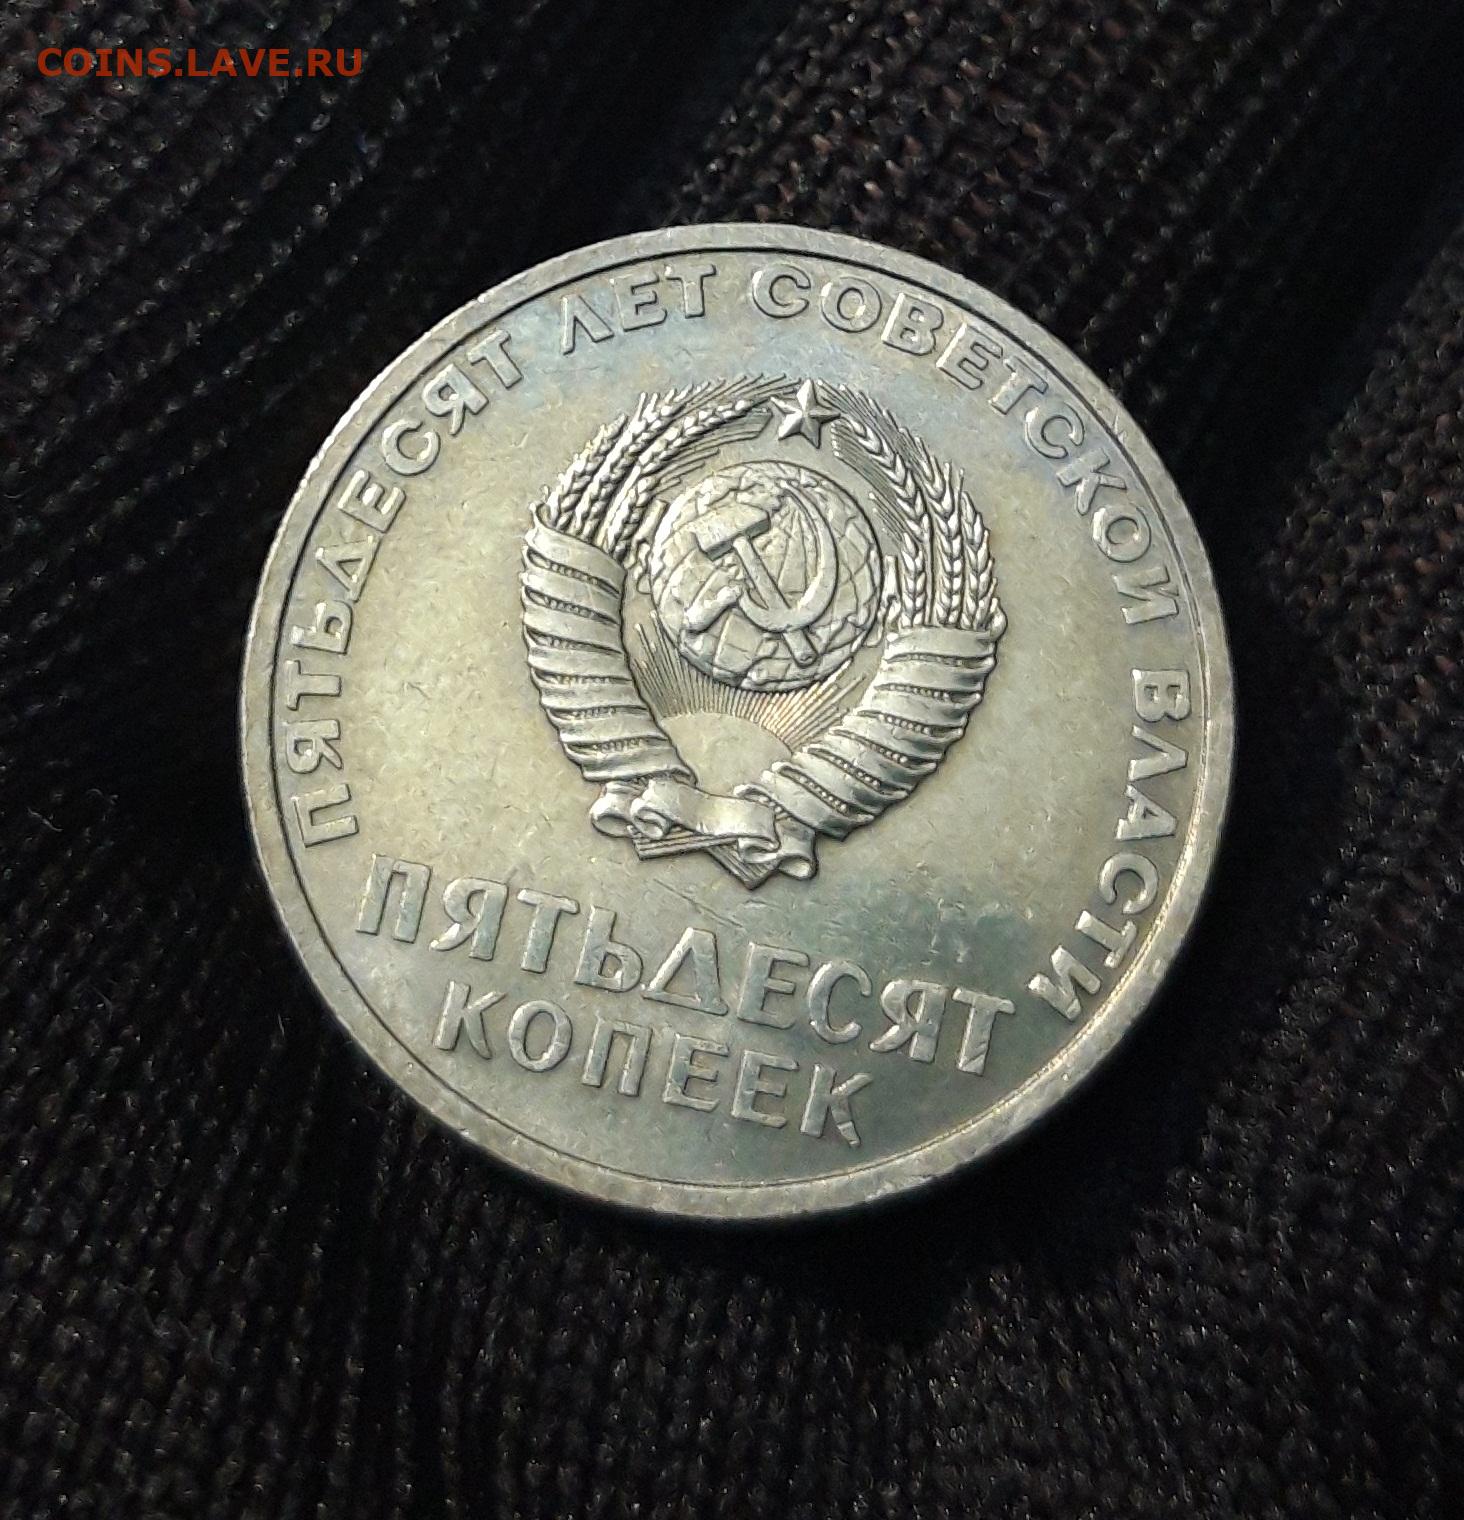 COINS.LAVE.RU
ПЯТЬДЕСЯТ ЛЕТ СОВЕТСКОЙ ВЛАСТИ
ПЯТЬДЕСЯТ
КОПЕЕК